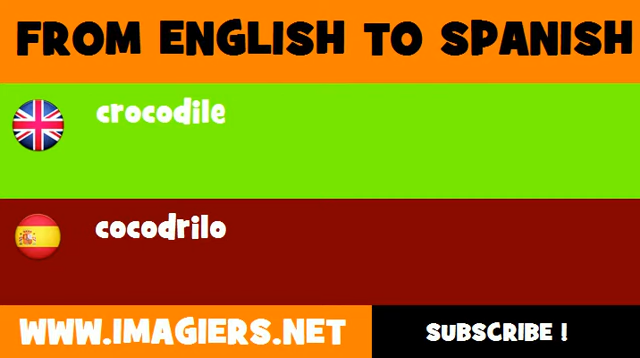 FROM ENGLISH TO SPANISH
crocodile
cocodrilo
WWW.IMAGIERS.NET
SUBSCRIBE !